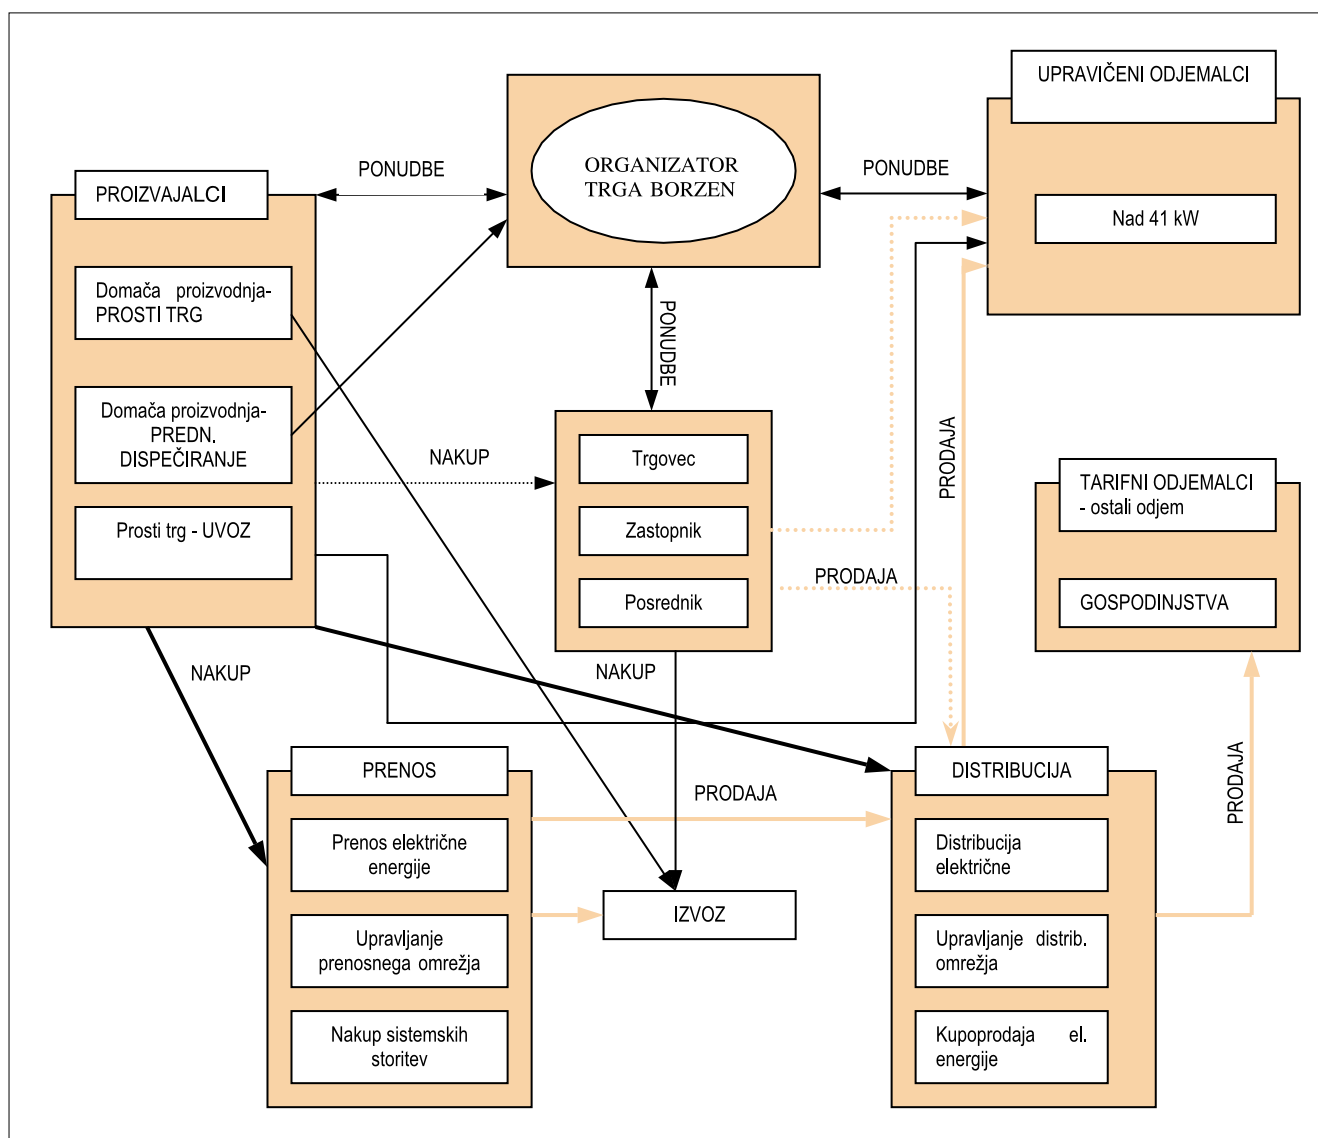 UPRAVIČENI ODJEMALCI
PONUDBE
ORGANIZATOR
TRGA BORZEN
PONUDBE
PROIZVAJALCI
Nad 41 kW
Domača proizvodnja-
PROSTI TRG
PONUDBE
Domača proizvodnja-
PREDN.
DISPEČIRANJE
NAKUP
Trgovec
PRODAJA
TARIFNI ODJEMALCI
- ostali odjem
Prosti trg - UVOZ
Zastopnik
PRODAJA
Posrednik
GOSPODINJSTVA
NAKUP
NAKUP
PRENOS
PRODAJA
DISTRIBUCIJA
PRODAJA
Prenos električne
energije
Distribucija
električne
IZVOZ
Upravljanje
prenosnega omrežja
Upravljanje distrib.
omrežja
Nakup sistemskih
storitev
Kupoprodaja el.
energije